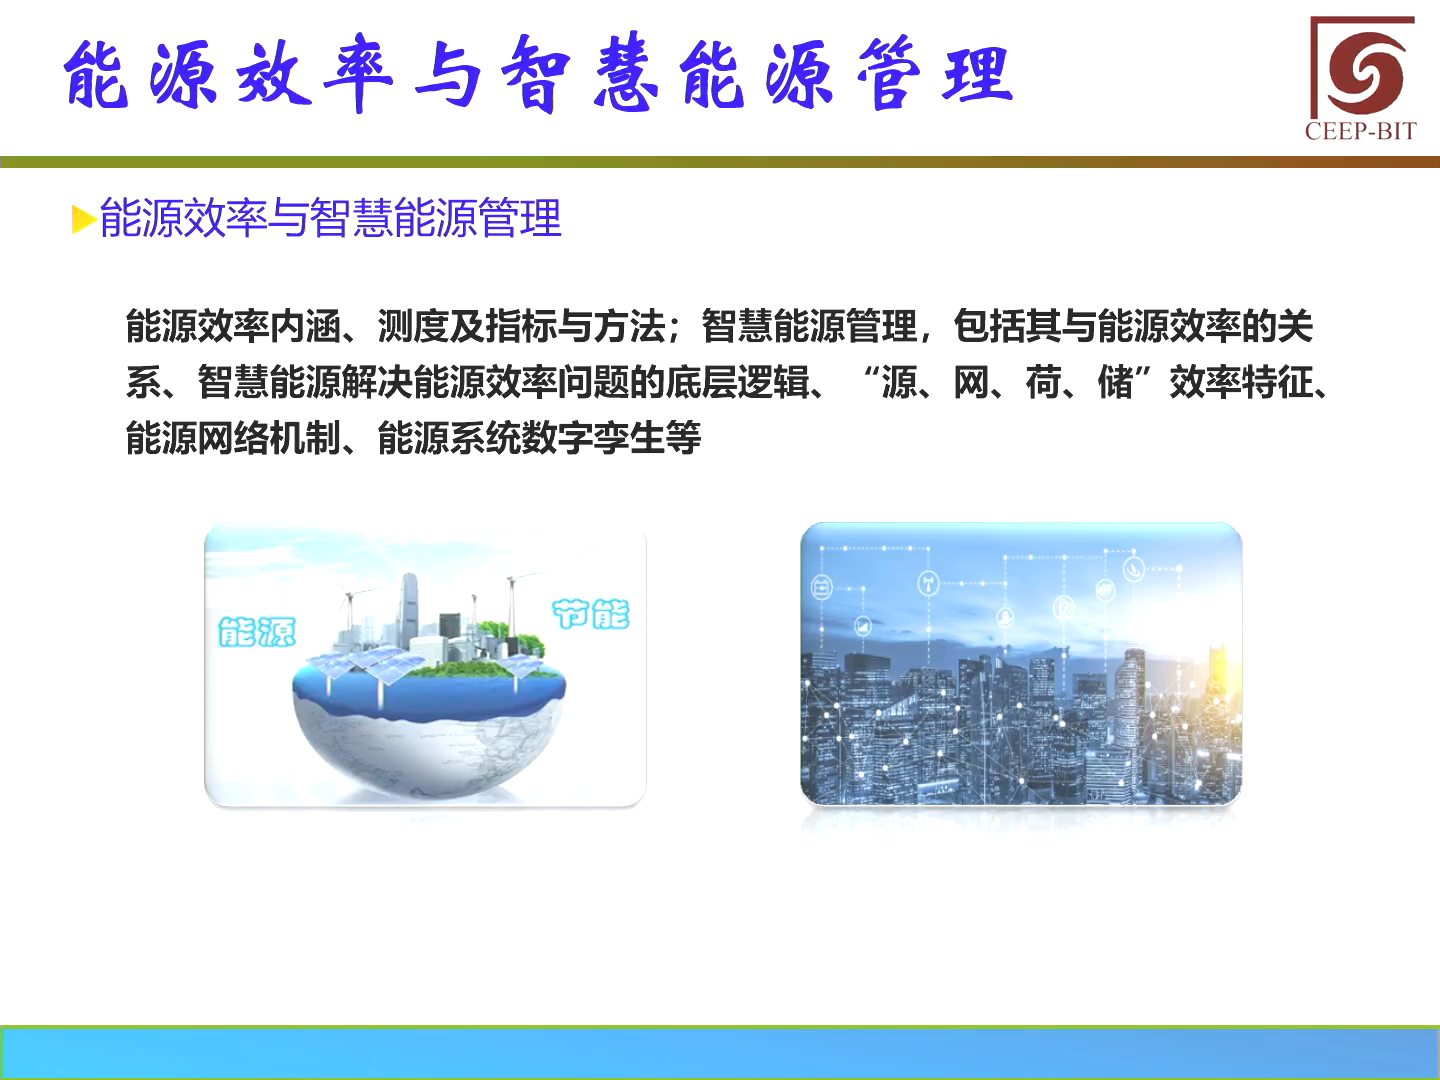 能源效率与智慧能源管理
CEEP-BIT
能源效率与智慧能源管理
能源效率内涵、测度及指标与方法；智慧能源管理，包括其与能源效率的关
系、智慧能源解决能源效率问题的底层逻辑、“源、网、荷、储”效率特征、
能源网络机制、能源系统数字孪生等
能源
节能